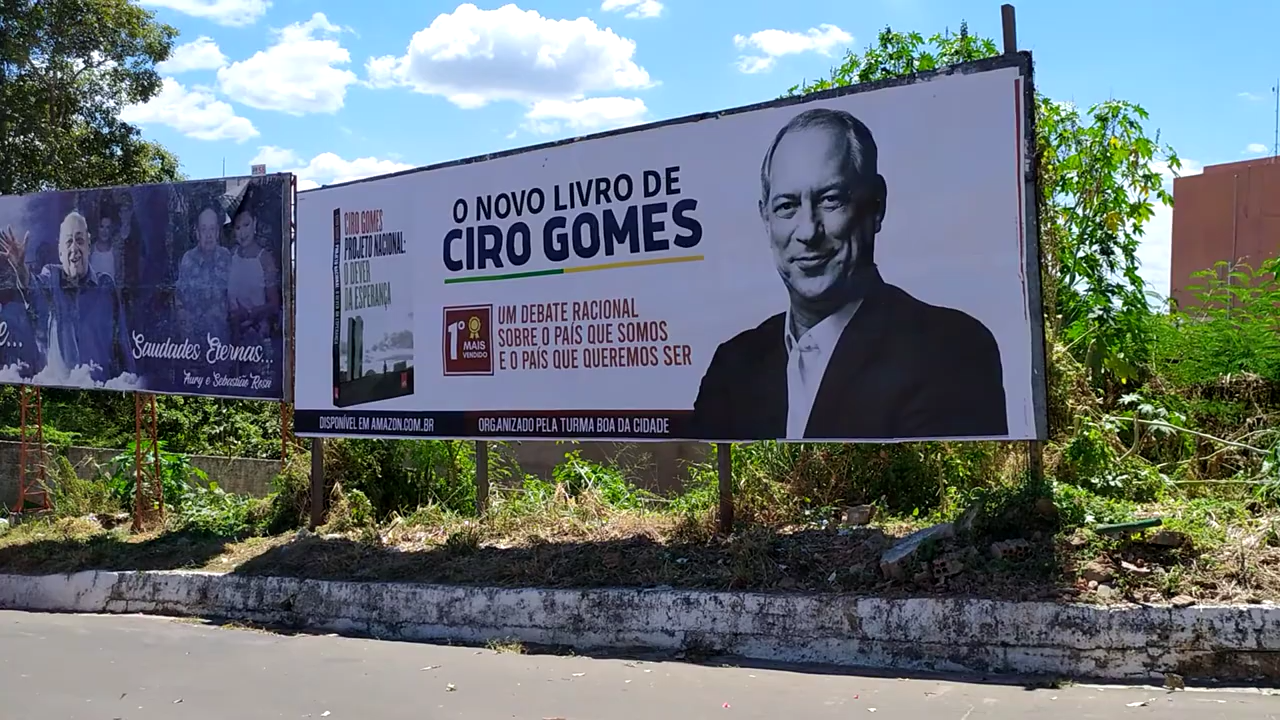 e...
Saudades Eternas...
Aury e Sebastião Rosa
CIRO GOMES
PROJETO NACIONAL:
O DEVER
DA ESPERANÇA
O NOVO LIVRO DE
CIRO GOMES
1º MAIS
VENDIDO
UM DEBATE RACIONAL
SOBRE O PAÍS QUE SOMOS
E O PAÍS QUE QUEREMOS SER
DISPONÍVEL EM AMAZON.COM.BR
ORGANIZADO PELA TURMA BOA DA CIDADE